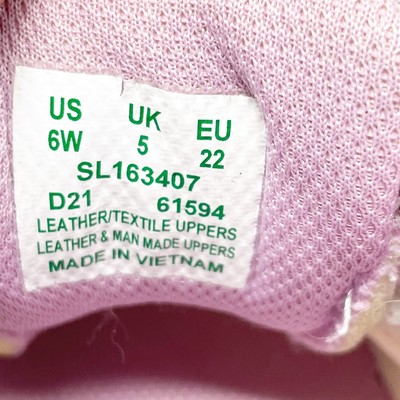 US UK EU
6W 5 22
SL163407
D21 61594
LEATHER/TEXTILE UPPERS
LEATHER & MAN MADE UPPERS
MADE IN VIETNAM